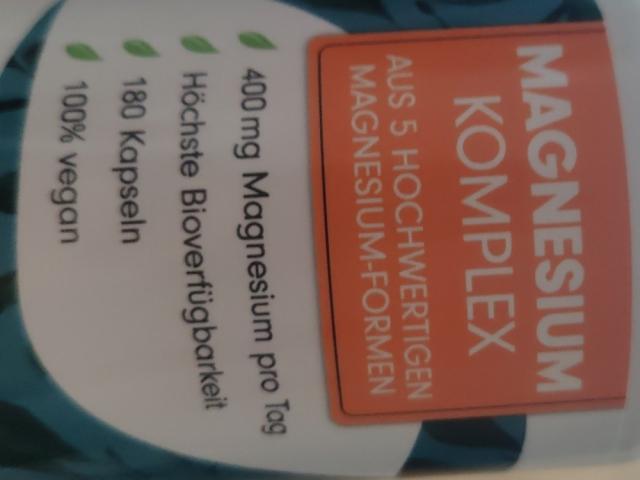 MAGNESIUM
KOMPLEX
AUS 5 HOCHWERTIGEN
MAGNESIUM-FORMEN
400 mg Magnesium pro Tag
Höchste Bioverfügbarkeit
180 Kapseln
100% vegan